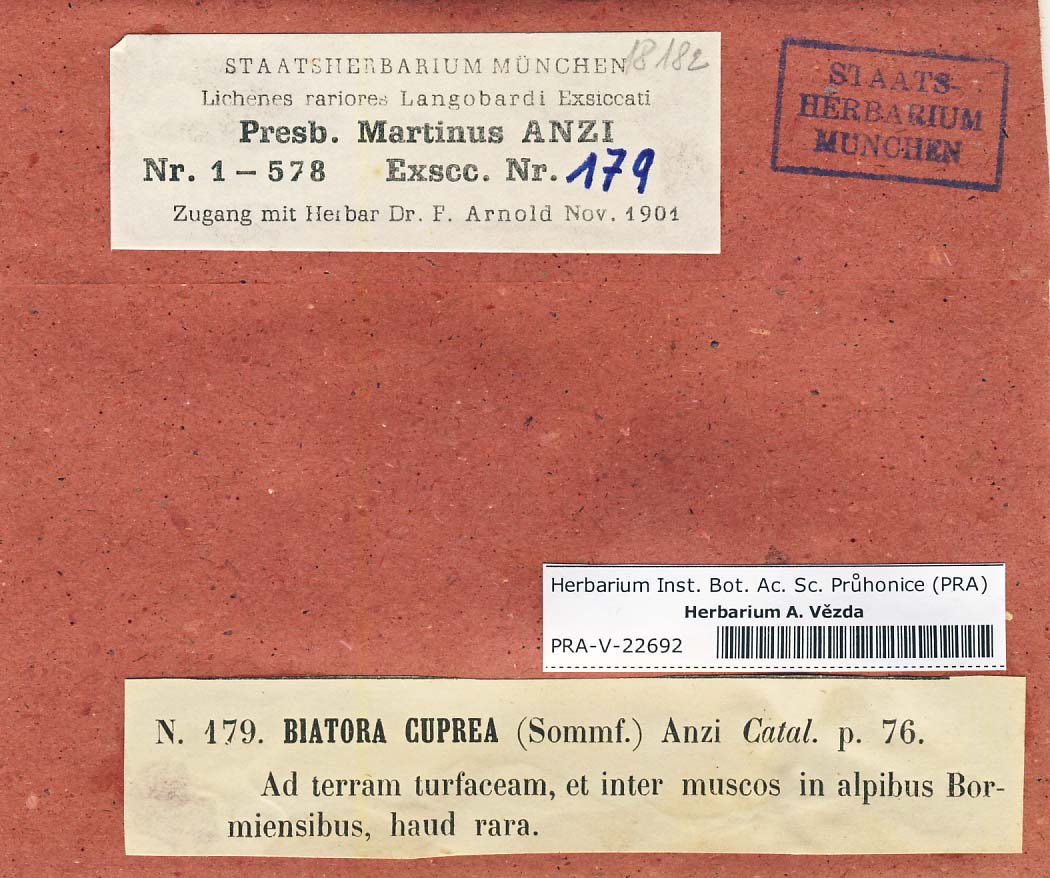 STAATSHERBARIUM MÜNCHEN 18182
Lichenes rariores Langobardi Exsiccati
Presb. Martinus ANZI
Nr. 1 – 578 Exscc. Nr. 179
Zugang mit Herbar Dr. F. Arnold Nov. 1901
STAATS-
HERBARIUM
MÜNCHEN
Herbarium Inst. Bot. Ac. Sc. Průhonice (PRA)
Herbarium A. Vězda
PRA-V-22692
N. 179. BIATORA CUPREA (Sommf.) Anzi Catal. p. 76.
Ad terram turfaceam, et inter muscos in alpibus Bor-
miensibus, haud rara.